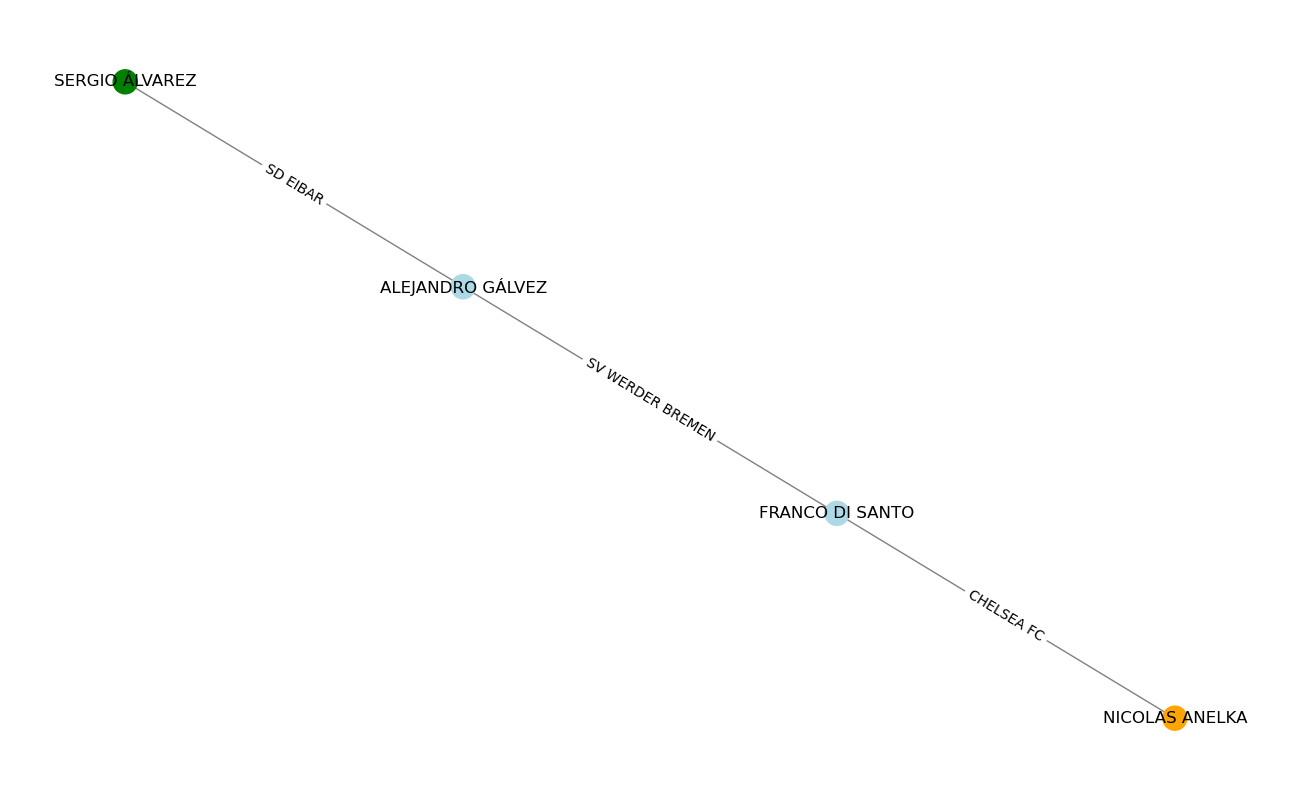 SERGIO ÁLVAREZ
SD EIBAR
ALEJANDRO GÁLVEZ
SV WERDER BREMEN
FRANCO DI SANTO
CHELSEA FC
NICOLAS ANELKA